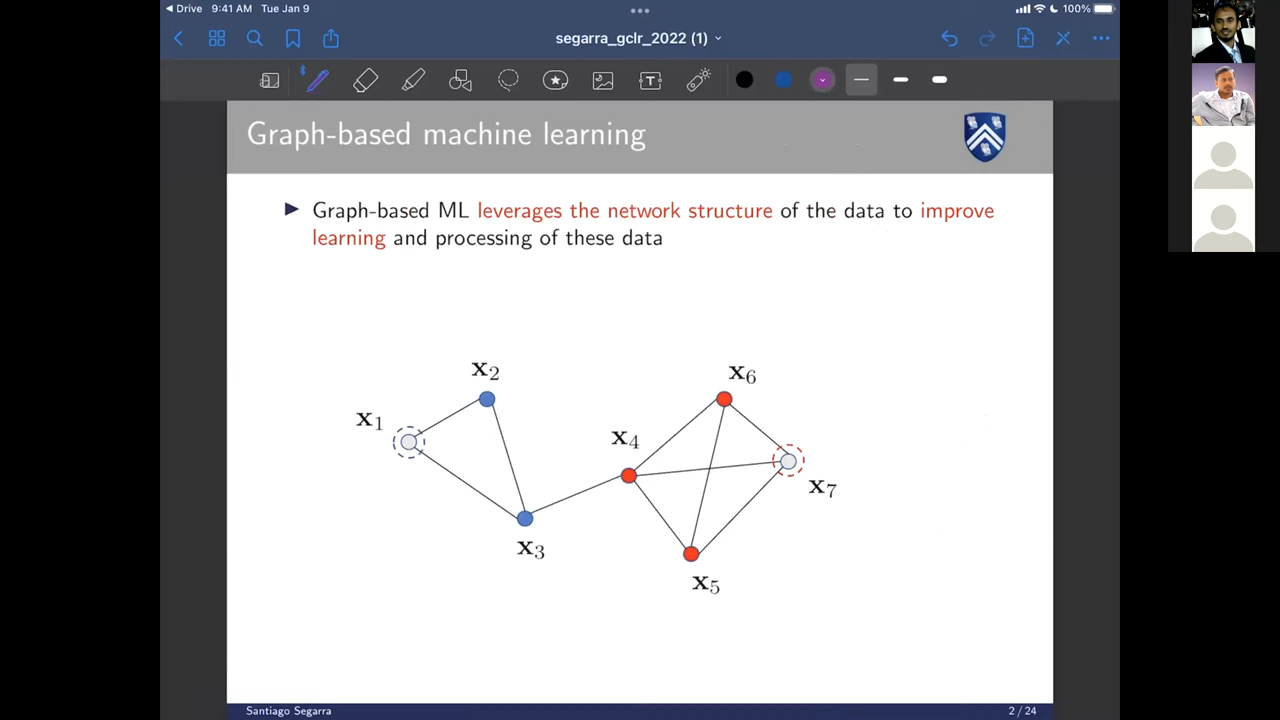 Drive 9:41 AM Tue Jan 9 100%
segarra_gclr_2022 (1)
T
Graph-based machine learning
Graph-based ML leverages the network structure of the data to improve
learning and processing of these data
x2
x6
x1
x4
x7
x3
x5
Santiago Segarra 2 / 24